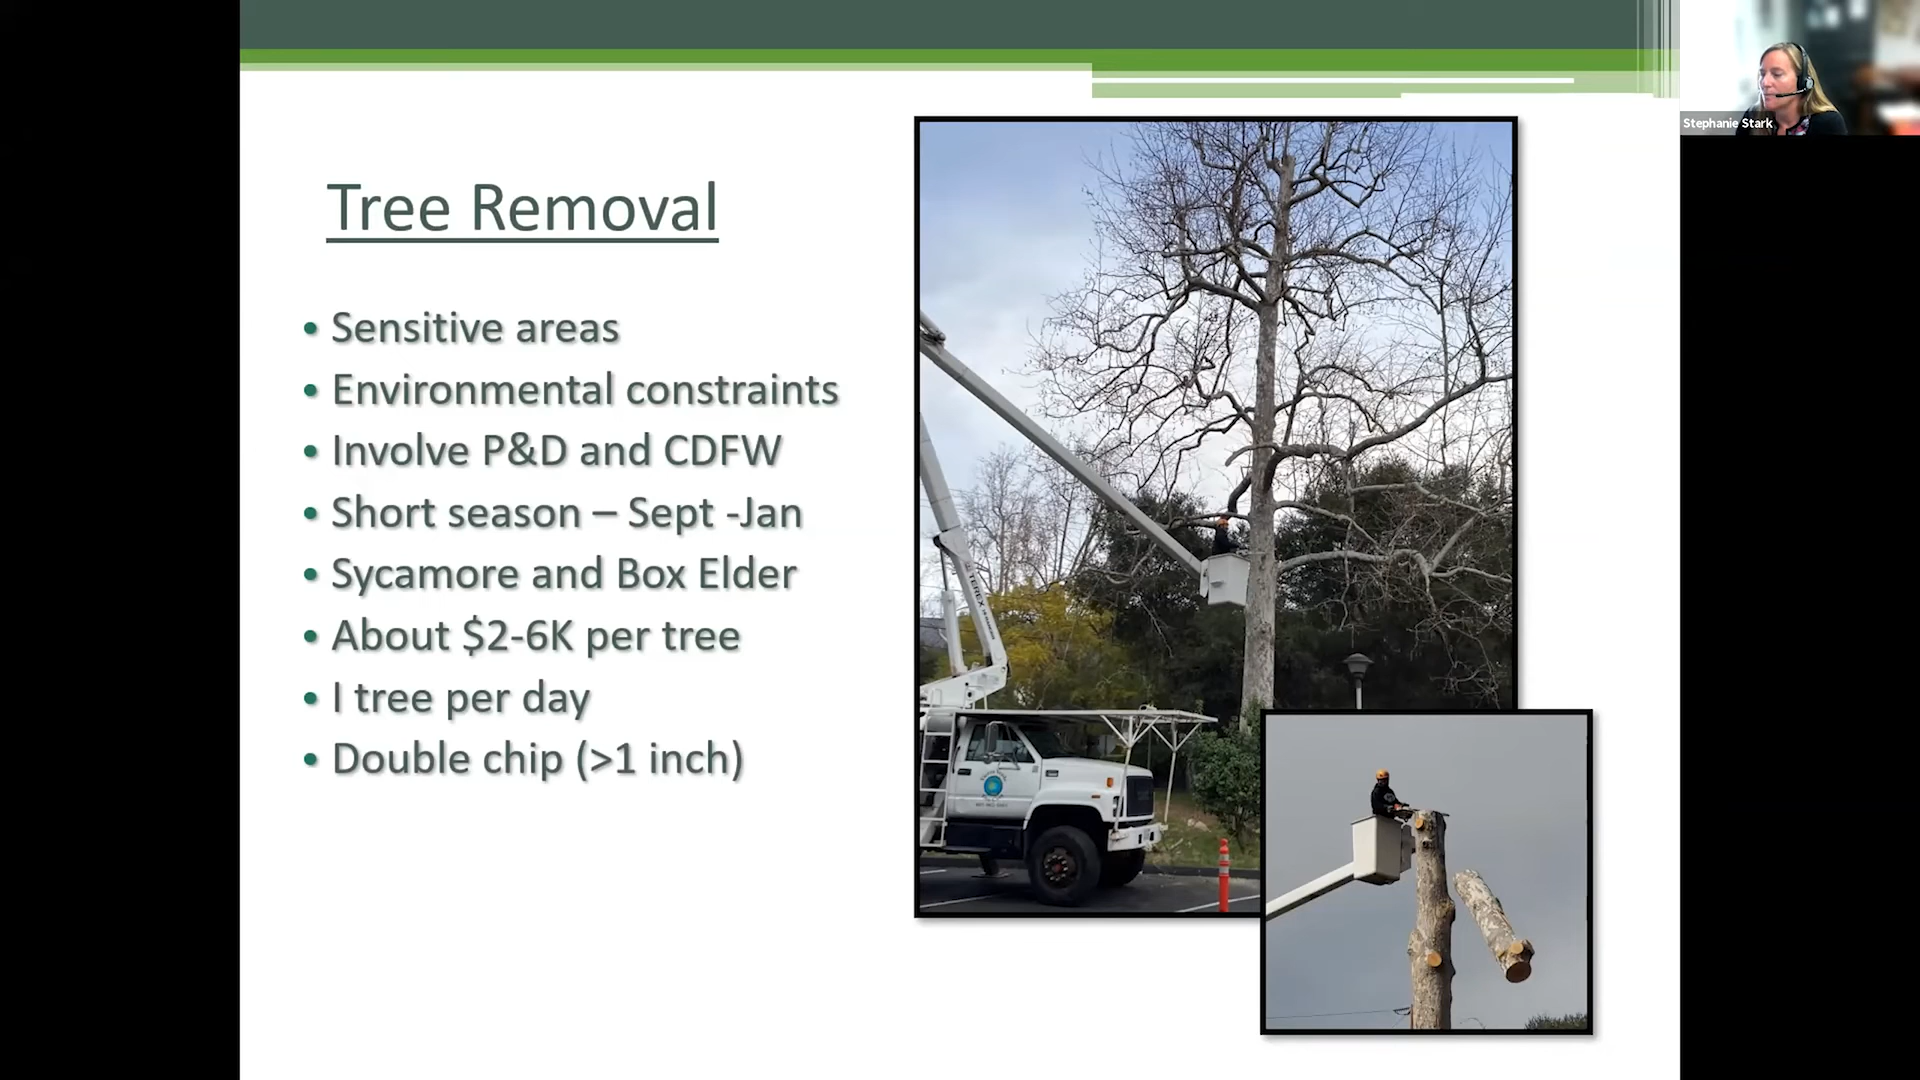 Stephanie Stark
Tree Removal
• Sensitive areas
• Environmental constraints
• Involve P&D and CDFW
• Short season – Sept -Jan
• Sycamore and Box Elder
• About $2-6K per tree
• I tree per day
• Double chip (>1 inch)
TEREX